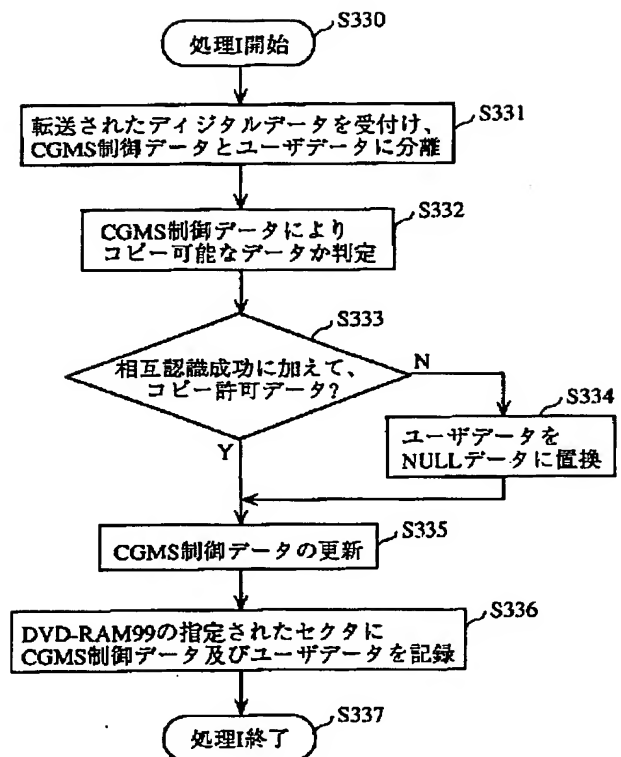 S330
処理I開始
S331
転送されたディジタルデータを受付け、
CGMS制御データとユーザデータに分離
S332
CGMS制御データにより
コピー可能なデータか判定
S333
相互認識成功に加えて、
コピー許可データ?
N
Y
S334
ユーザデータを
NULLデータに置換
S335
CGMS制御データの更新
S336
DVD-RAM99の指定されたセクタに
CGMS制御データ及びユーザデータを記録
S337
処理I終了